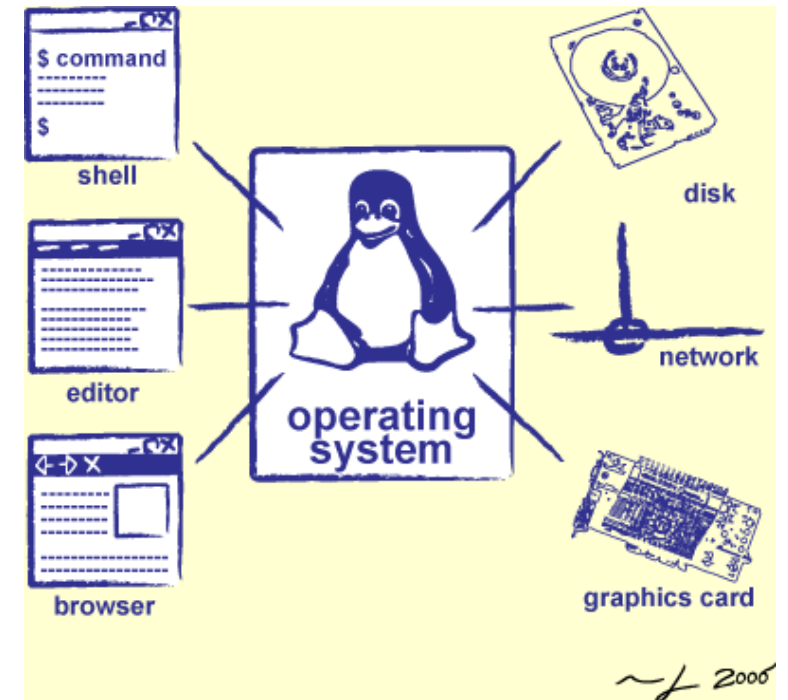 $ command
$
shell
disk
editor
network
operating
system
browser
graphics card
2006